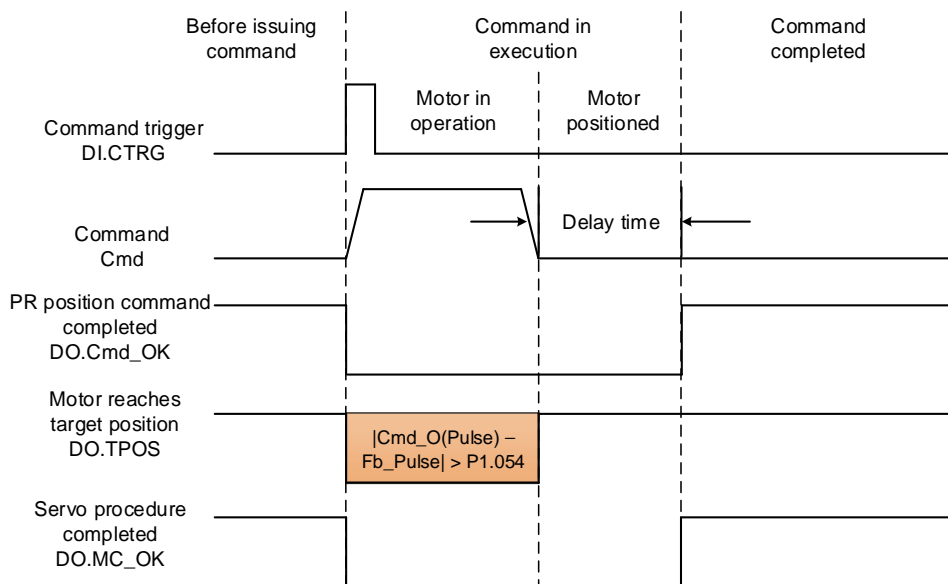 Before issuing
command
Command in
execution
Command
completed
Motor in
operation
Motor
positioned
Command trigger
DI.CTRG
Command
Cmd
Delay time
PR position command
completed
DO.Cmd_OK
Motor reaches
target position
DO.TPOS
|Cmd_O(Pulse) –
Fb_Pulse| > P1.054
Servo procedure
completed
DO.MC_OK